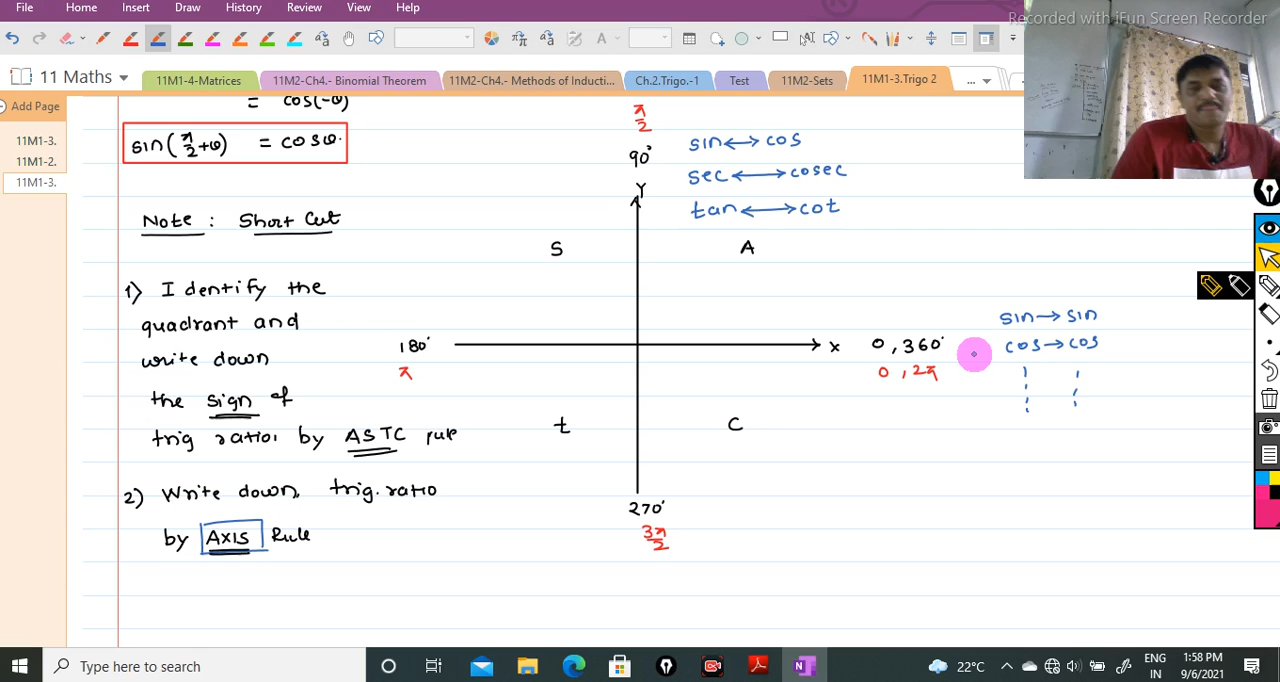 File Home Insert Draw History Review View Help
Recorded with iFun Screen Recorder
11 Maths
11M1-4-Matrices
11M2-Ch4.- Binomial Theorem
11M2-Ch4.- Methods of Inducti...
Ch.2.Trigo.-1
Test
11M2-Sets
11M1-3.Trigo 2
...
Add Page
11M1-3.
11M1-2.
11M1-3.
= cos(-θ)
sin(π/2+θ) = cosθ.
Note : Short Cut
1) Identify the
quadrant and
write down
the sign of
trig ratio, by ASTC rule
2) Write down, trig. ratio
by AXIS Rule
π/2
90°
Y
sin↔cos
sec↔cosec
tan↔cot
S
A
180°
π
x
0, 360°
0, 2π
t
C
270°
3π/2
sin→sin
cos→cos
Type here to search
22°C
ENG
IN
1:58 PM
9/6/2021